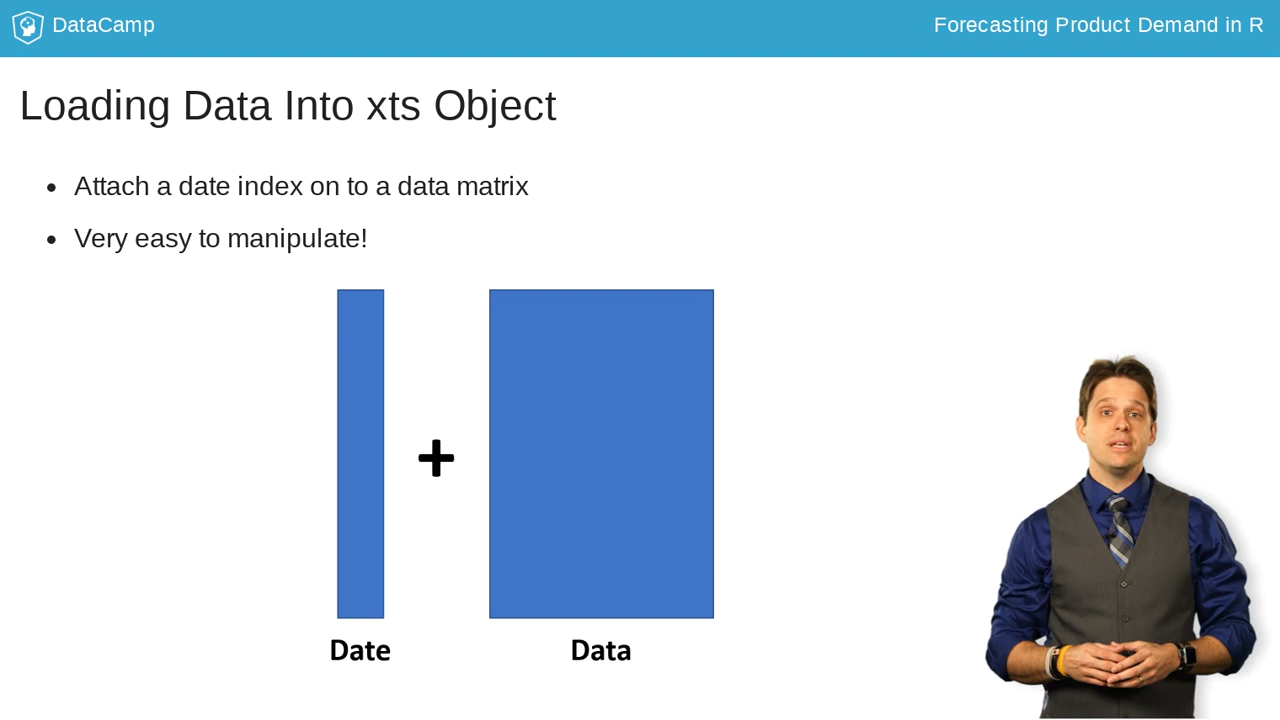 DataCamp
Forecasting Product Demand in R
Loading Data Into xts Object
Attach a date index on to a data matrix
Very easy to manipulate!
+
Date
Data